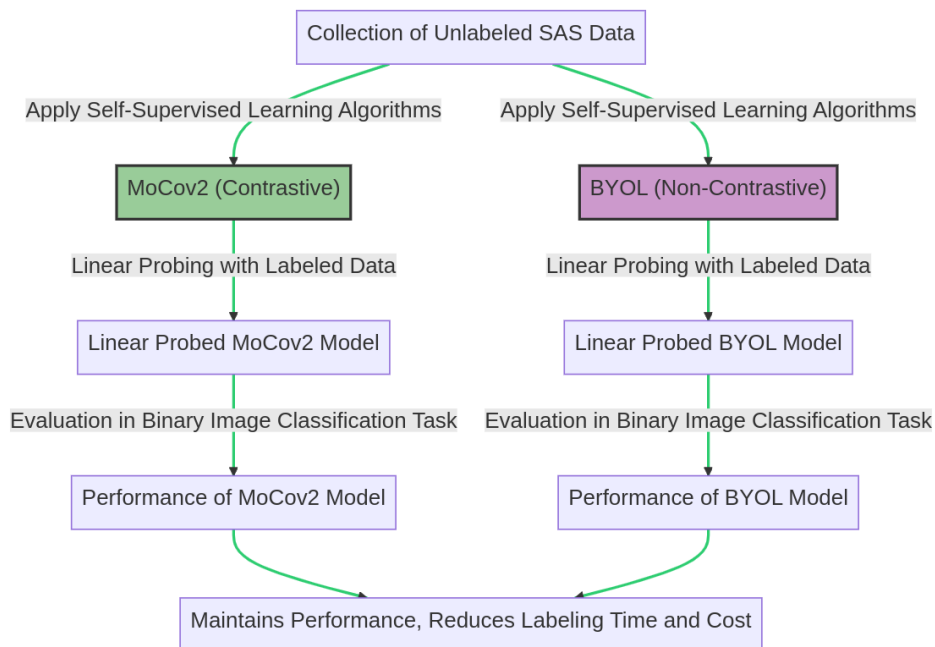 Collection of Unlabeled SAS Data
Apply Self-Supervised Learning Algorithms
Apply Self-Supervised Learning Algorithms
MoCov2 (Contrastive)
BYOL (Non-Contrastive)
Linear Probing with Labeled Data
Linear Probing with Labeled Data
Linear Probed MoCov2 Model
Linear Probed BYOL Model
Evaluation in Binary Image Classification Task
Evaluation in Binary Image Classification Task
Performance of MoCov2 Model
Performance of BYOL Model
Maintains Performance, Reduces Labeling Time and Cost